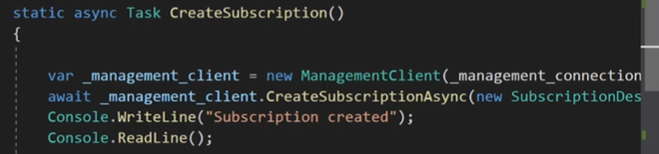 static async Task CreateSubscription()
{
var _management_client = new ManagementClient(_management_connection
await _management_client.CreateSubscriptionAsync(new SubscriptionDes
Console.WriteLine("Subscription created");
Console.ReadLine();